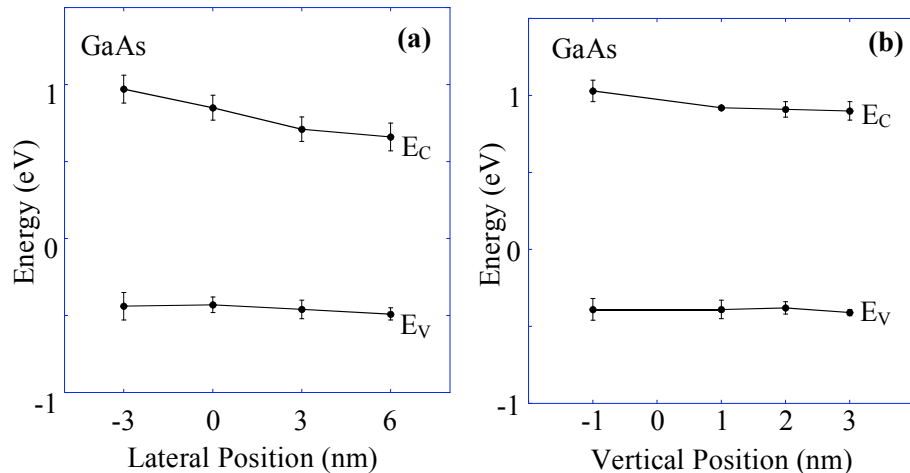 GaAs
(a)
1
0
-1
Energy (eV)
E_C
E_V
-3 0 3 6
Lateral Position (nm)
GaAs
(b)
1
0
-1
Energy (eV)
E_C
E_V
-1 0 1 2 3
Vertical Position (nm)